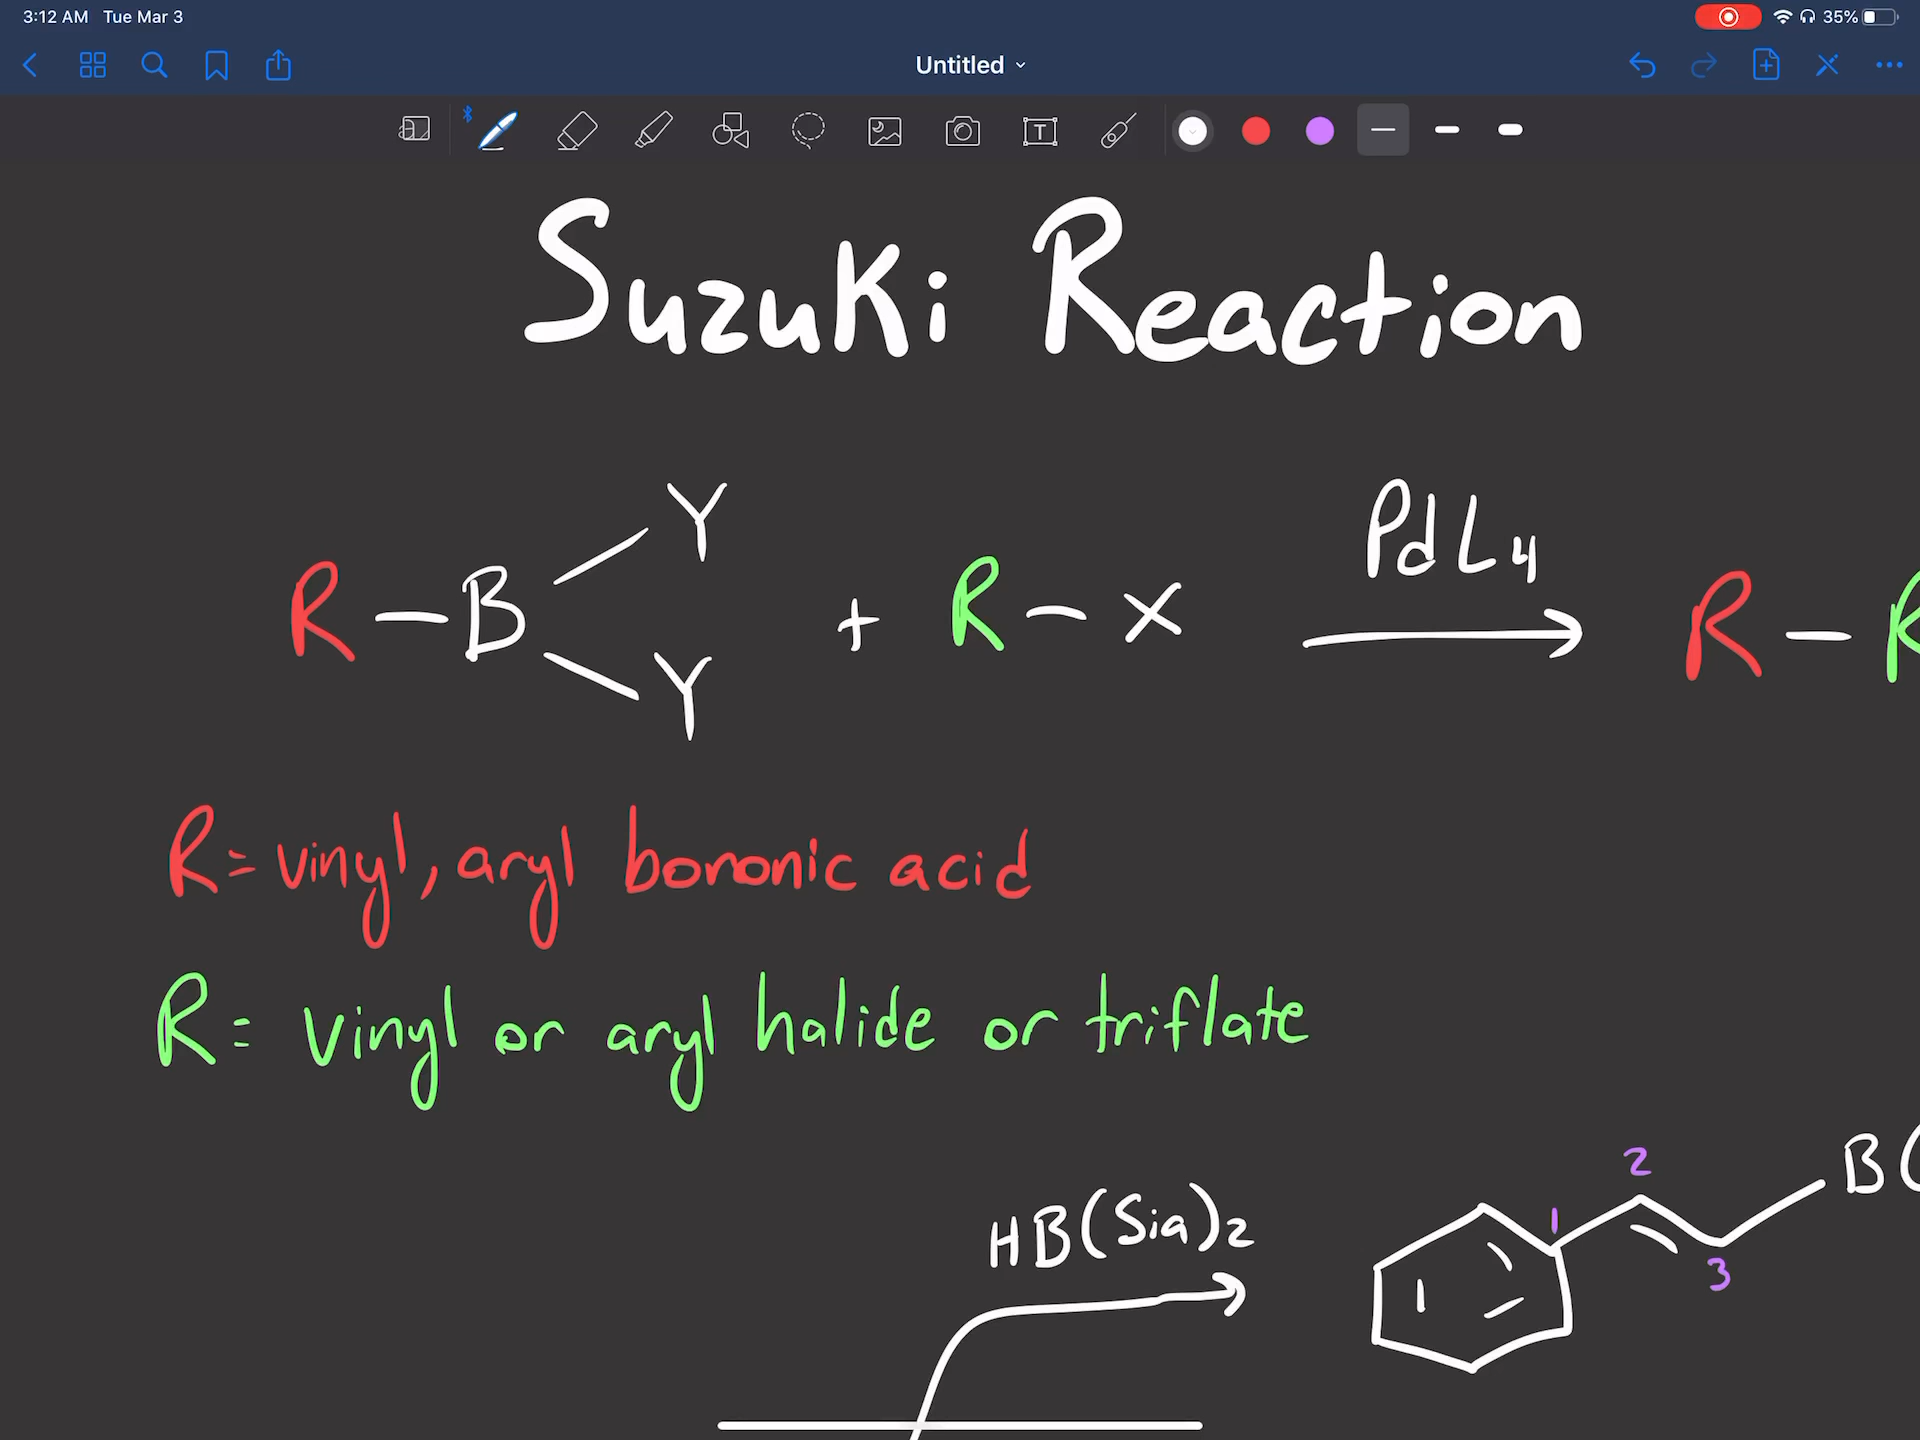 3:12 AM Tue Mar 3
35%
Untitled
T
Suzuki Reaction
Y
PdL4
R-B + R-X R-R
Y
R= vinyl, aryl boronic acid
R= vinyl or aryl halide or triflate
2
B(
HB(Sia)2
1
3